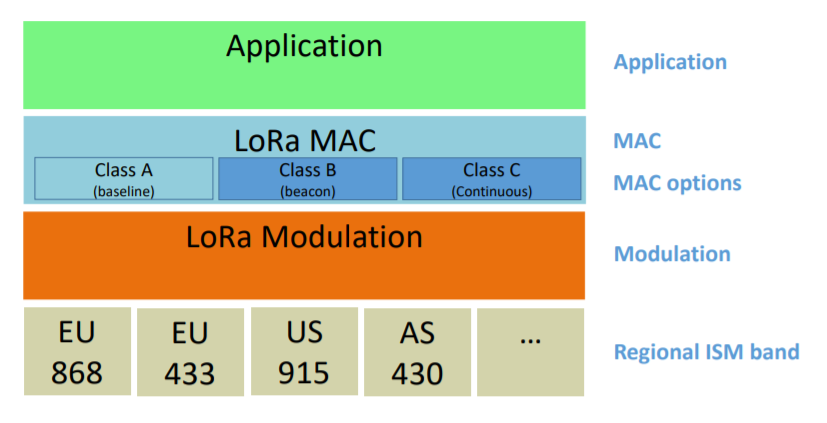 Application
Application
LoRa MAC
MAC
Class A
(baseline)
Class B
(beacon)
Class C
(Continuous)
MAC options
LoRa Modulation
Modulation
EU
868
EU
433
US
915
AS
430
...
Regional ISM band